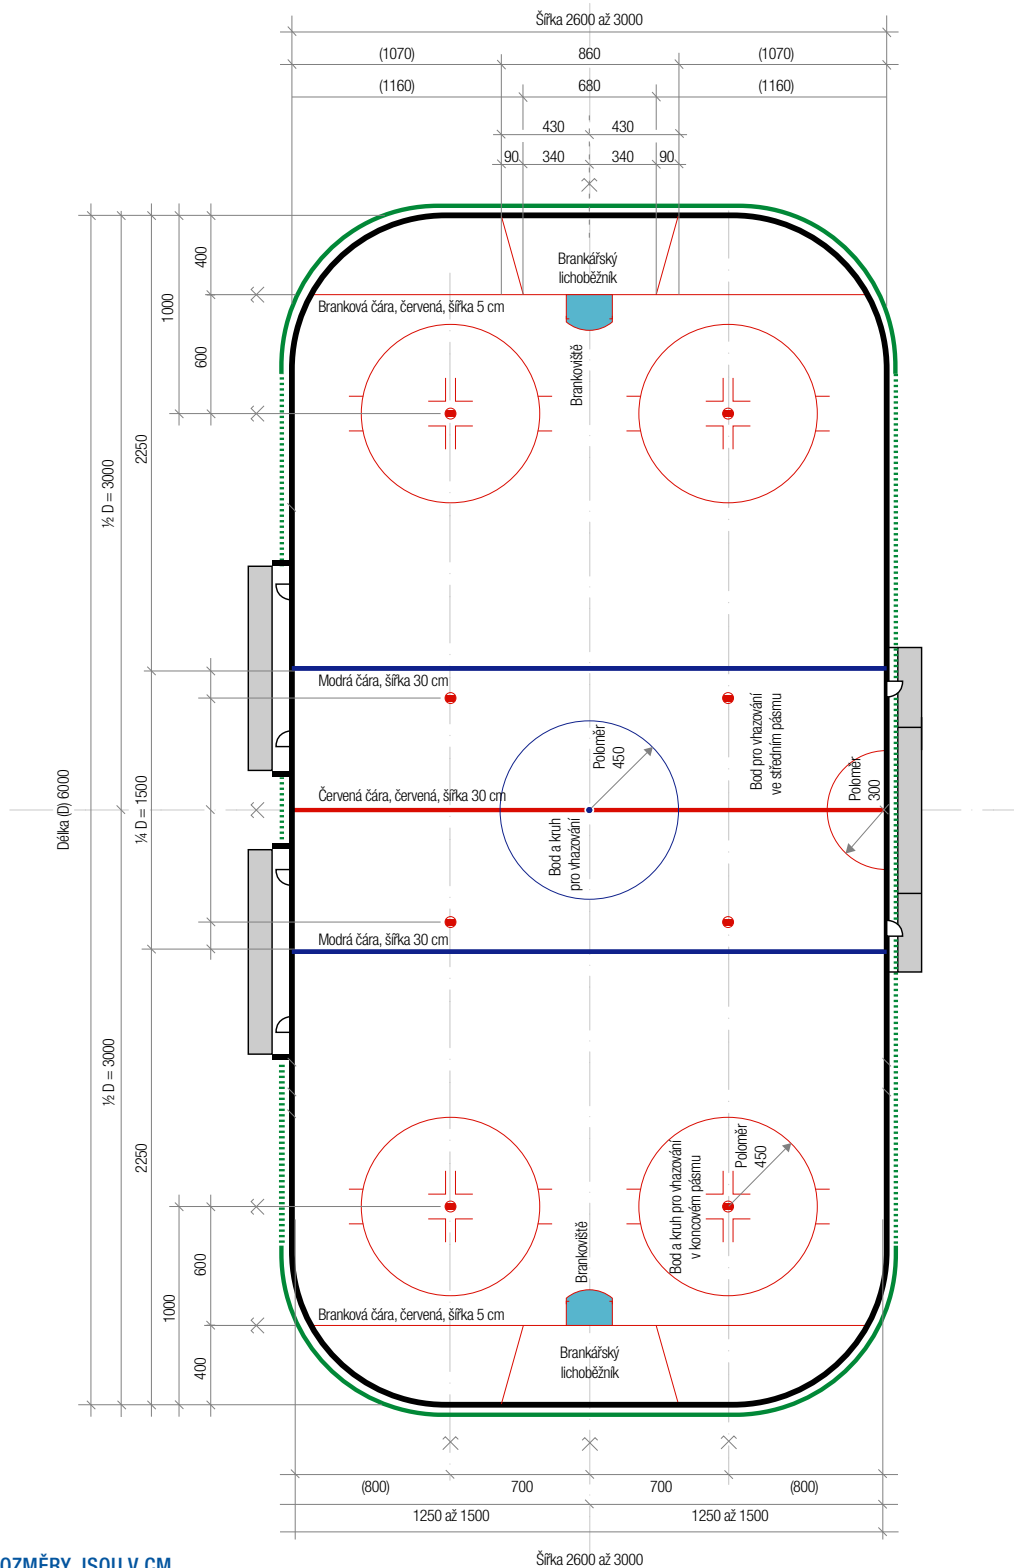 Šířka 2600 až 3000
(1070) 860 (1070)
(1160) 680 (1160)
430 430
90 340 340 90
Brankářský
lichoběžník
Branková čára, červená, šířka 5 cm
Brankoviště
400
1000
600
2250
½ D = 3000
Modrá čára, šířka 30 cm
Bod pro vhazování
ve středním pásmu
Poloměr
450
Poloměr
300
Červená čára, červená, šířka 30 cm
Bod a kruh
pro vhazování
Délka (D) 6000
¼ D = 1500
Modrá čára, šířka 30 cm
½ D = 3000
2250
Poloměr
450
Bod a kruh pro vhazování
v koncovém pásmu
Brankoviště
600
1000
400
Branková čára, červená, šířka 5 cm
Brankářský
lichoběžník
(800) 700 700 (800)
1250 až 1500 1250 až 1500
Šířka 2600 až 3000
OZMĚRY JSOU V CM